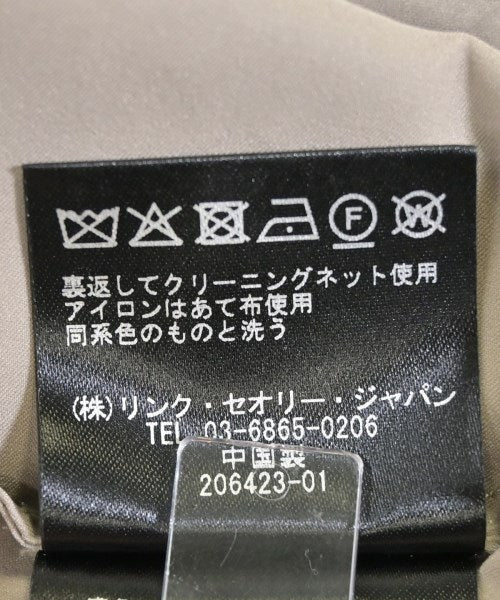 F W
裏返してクリーニングネット使用
アイロンはあて布使用
同系色のものと洗う
(株)リンク・セオリー・ジャパン
TEL 03-6865-0206
中国製
206423-01